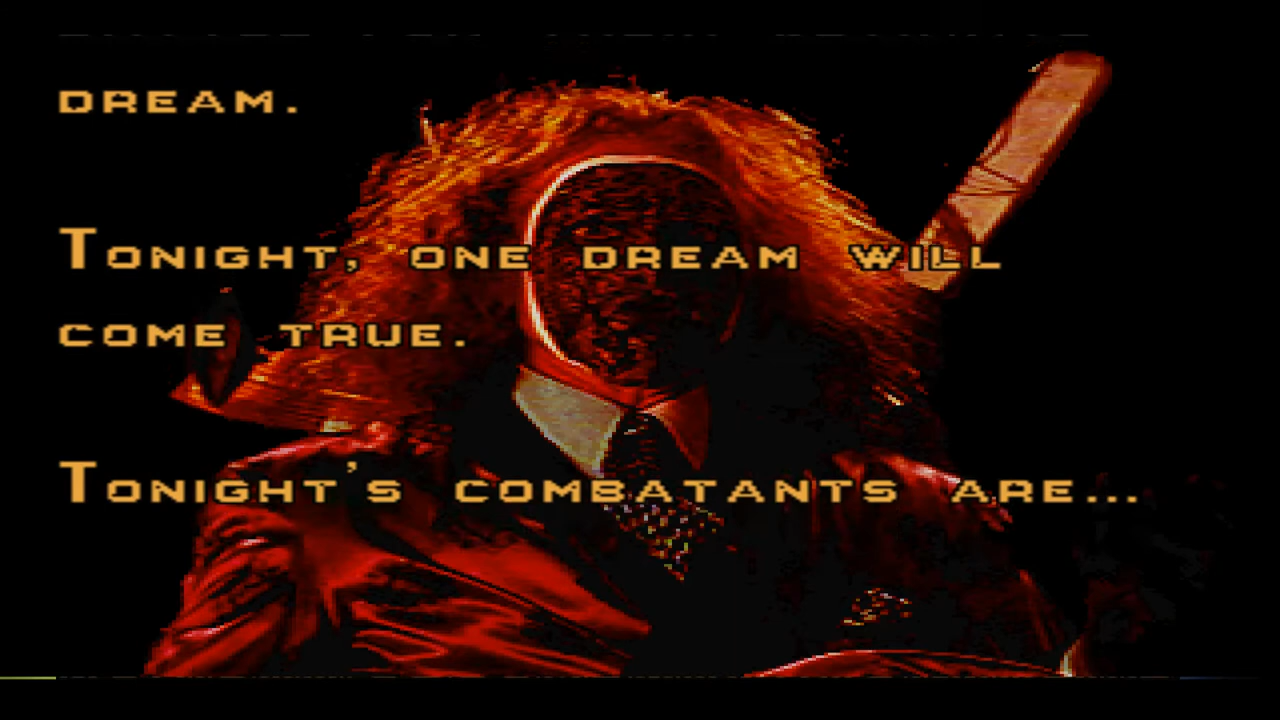 DREAM.
TONIGHT, ONE DREAM WILL
COME TRUE.
TONIGHT'S COMBATANTS ARE...